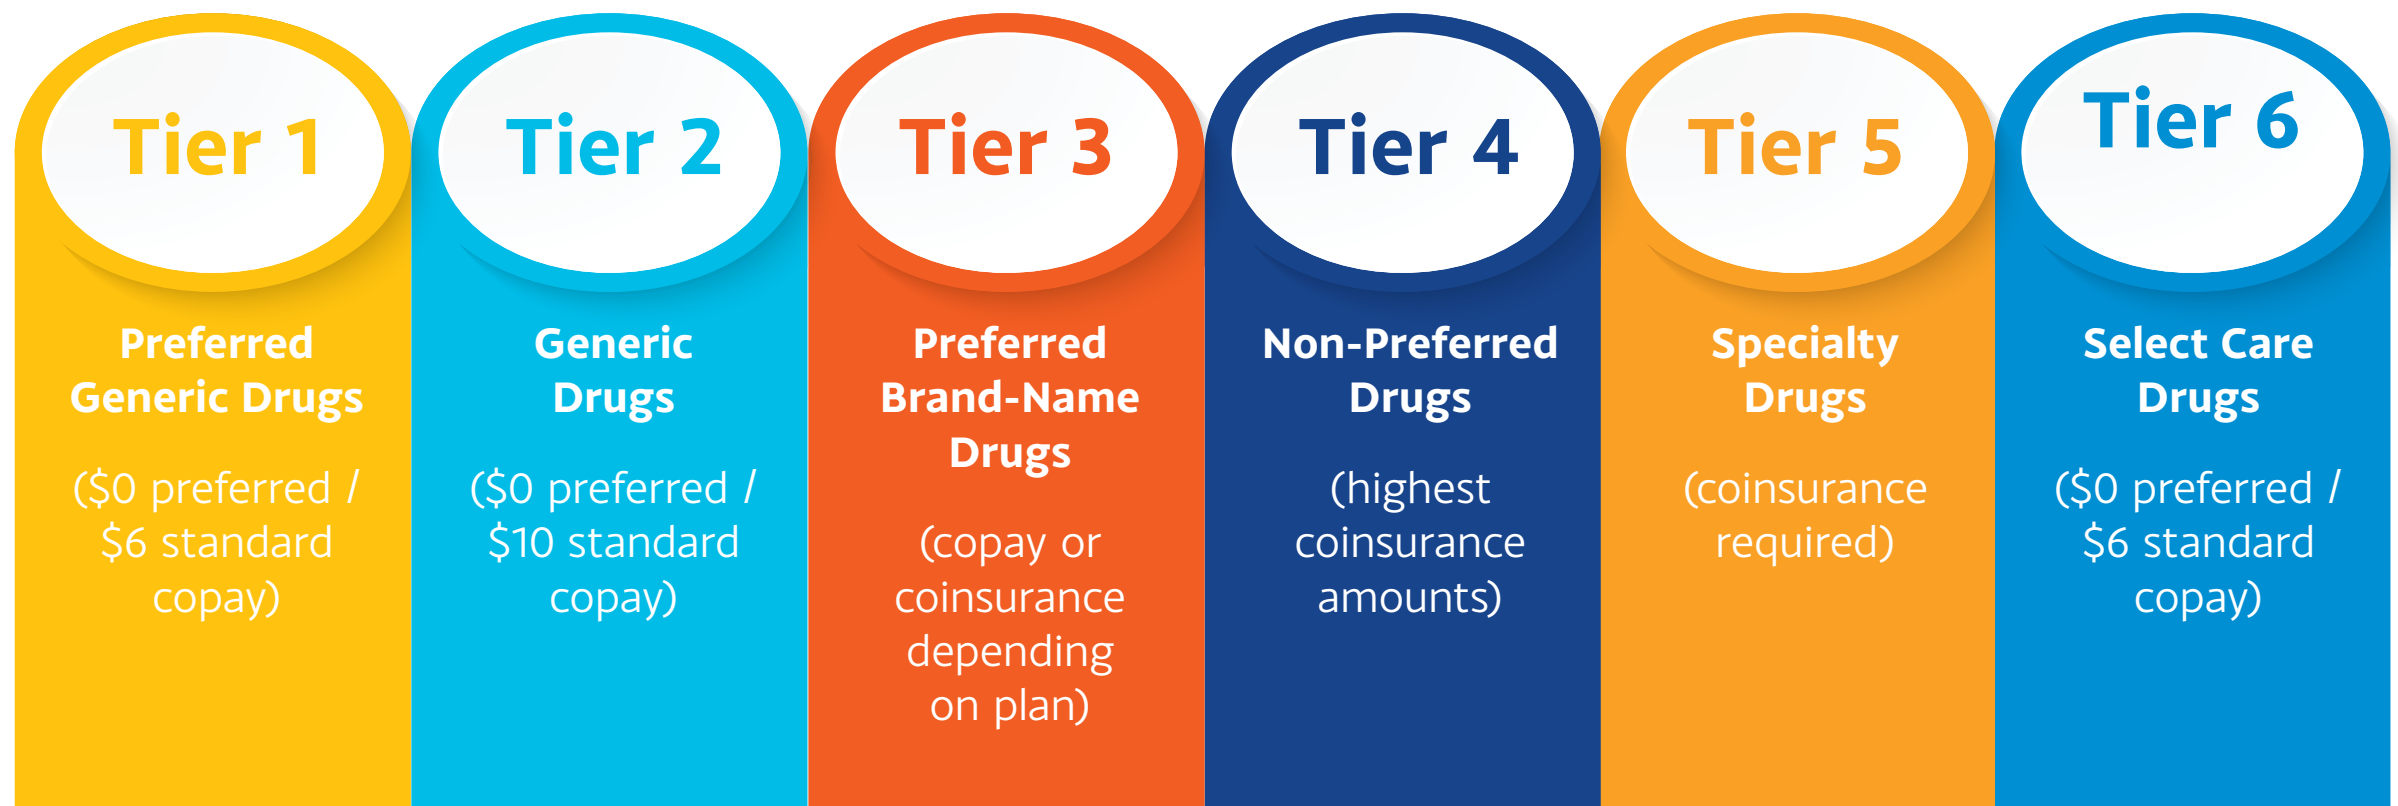 Tier 1
Preferred
Generic Drugs
($0 preferred /
$6 standard
copay)
Tier 2
Generic
Drugs
($0 preferred /
$10 standard
copay)
Tier 3
Preferred
Brand-Name
Drugs
(copay or
coinsurance
depending
on plan)
Tier 4
Non-Preferred
Drugs
(highest
coinsurance
amounts)
Tier 5
Specialty
Drugs
(coinsurance
required)
Tier 6
Select Care
Drugs
($0 preferred /
$6 standard
copay)